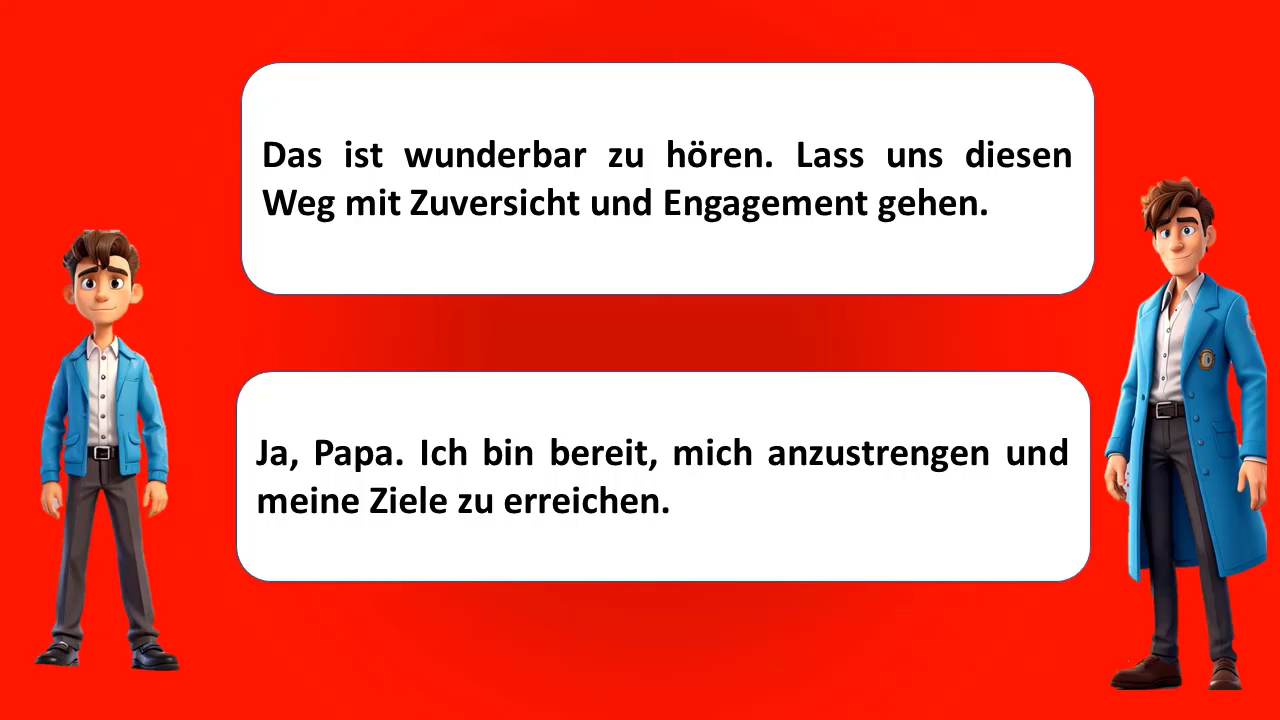 Das ist wunderbar zu hören. Lass uns diesen
Weg mit Zuversicht und Engagement gehen.
Ja, Papa. Ich bin bereit, mich anzustrengen und
meine Ziele zu erreichen.